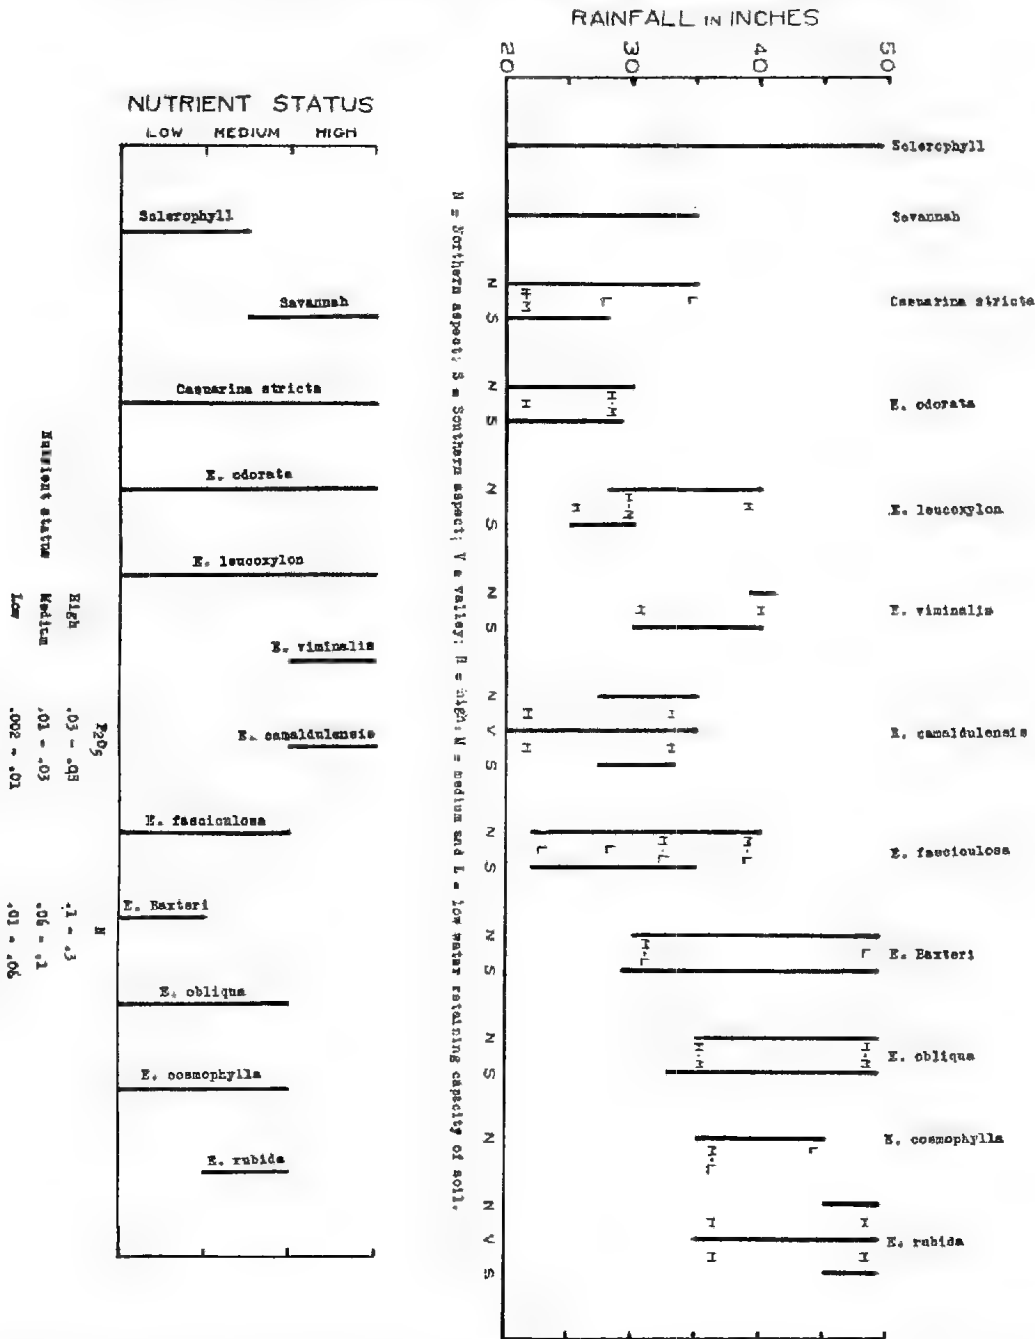 RAINFALL IN INCHES
20 30 40 50
Sclerophyll
Savannah
N
H-M L L
S
Casuarina stricta
N
H H-M
S
E. odorata
N
H H-M H
S
E. leucoxylon
N
H H
S
E. viminalis
N
H H
V
H H
S
E. camaldulensis
N
L L M-L M-L
S
E. fasciculosa
N
M-L L
S
E. Baxteri
N
H-M H-M
S
E. obliqua
N
M-L L
E. cosmophylla
N
H H
V
H H
S
E. rubida
N = Northern aspect; S = Southern aspect; V = valley; H = high; M = medium and L = low water retaining capacity of soil.
NUTRIENT STATUS
LOW MEDIUM HIGH
Sclerophyll
Savannah
Casuarina stricta
E. odorata
E. leucoxylon
E. viminalis
E. camaldulensis
E. fasciculosa
E. Baxteri
E. obliqua
E. cosmophylla
E. rubida
Nutrient status P2O5 N
High .1 - .3
Medium .01 - .03 .06 - .1
Low .002 - .01 .01 - .06